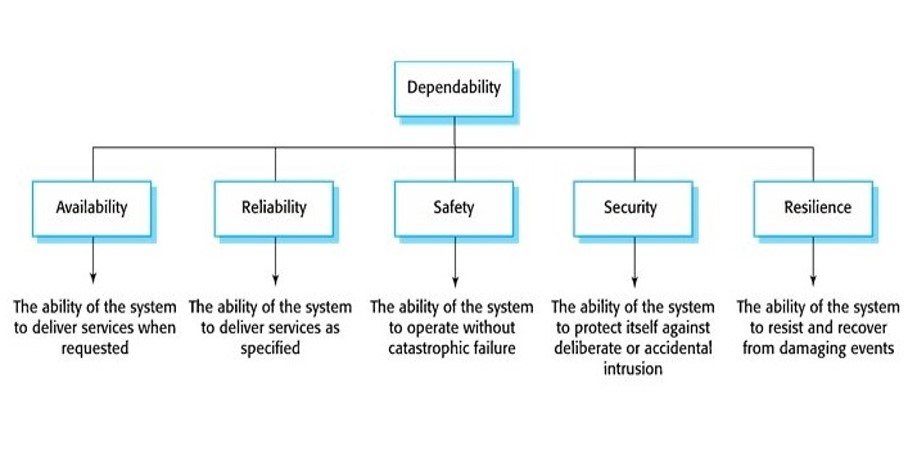 Dependability
Availability
Reliability
Safety
Security
Resilience
The ability of the system
to deliver services when
requested
The ability of the system
to deliver services as
specified
The ability of the system
to operate without
catastrophic failure
The ability of the system
to protect itself against
deliberate or accidental
intrusion
The ability of the system
to resist and recover
from damaging events